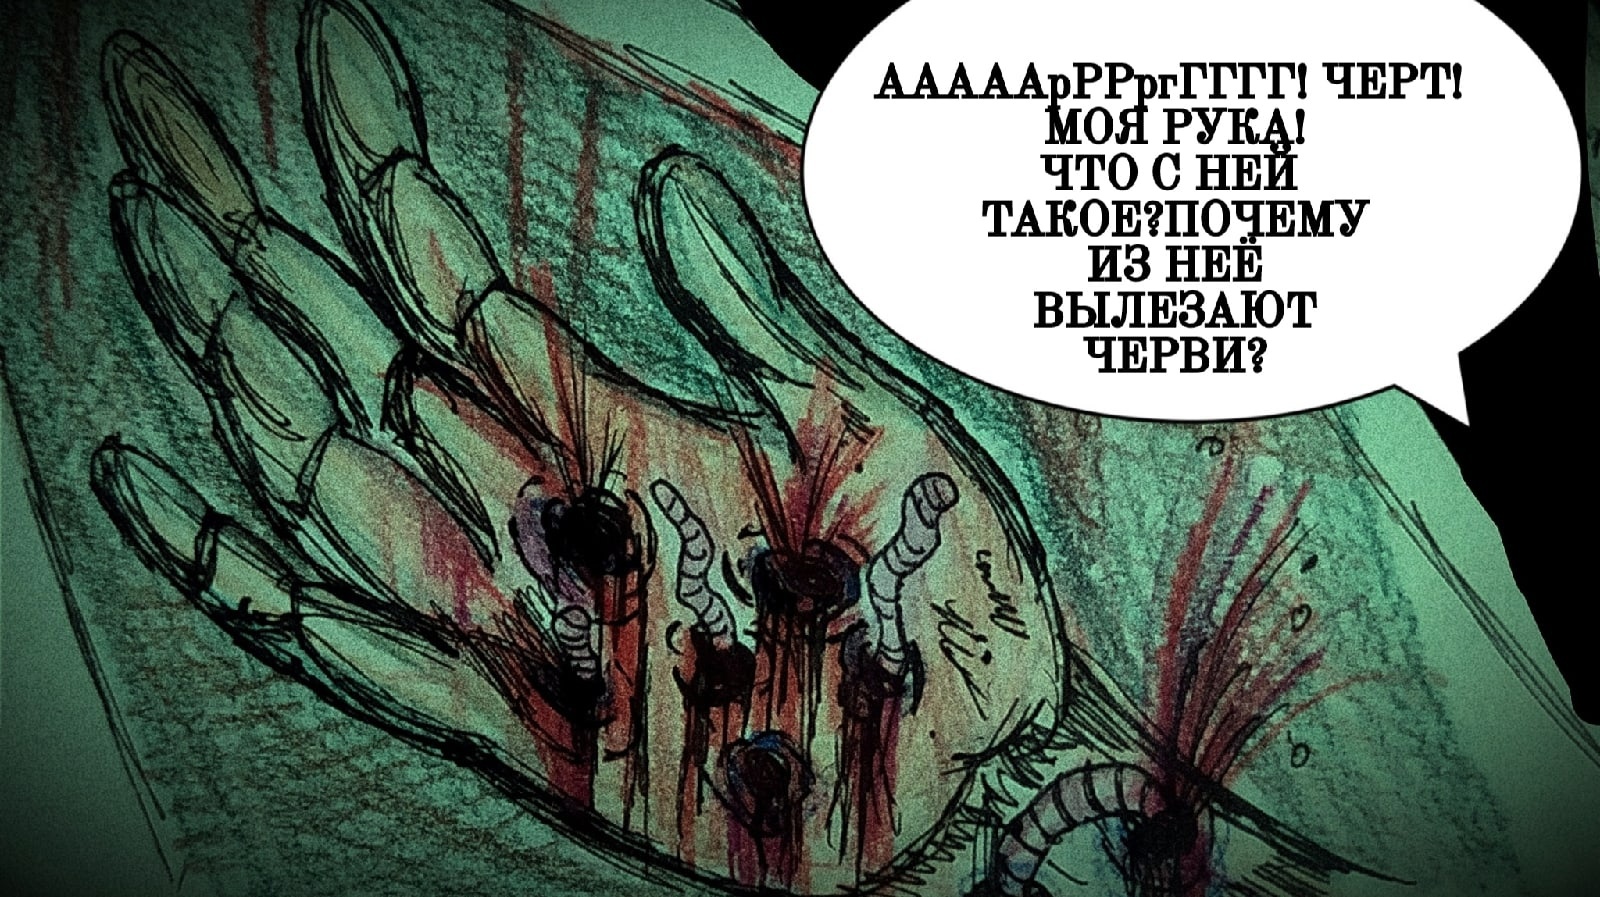 АААААрРРргГГГГ! ЧЕРТ!
МОЯ РУКА!
ЧТО С НЕЙ
ТАКОЕ?ПОЧЕМУ
ИЗ НЕЁ
ВЫЛЕЗАЮТ
ЧЕРВИ?